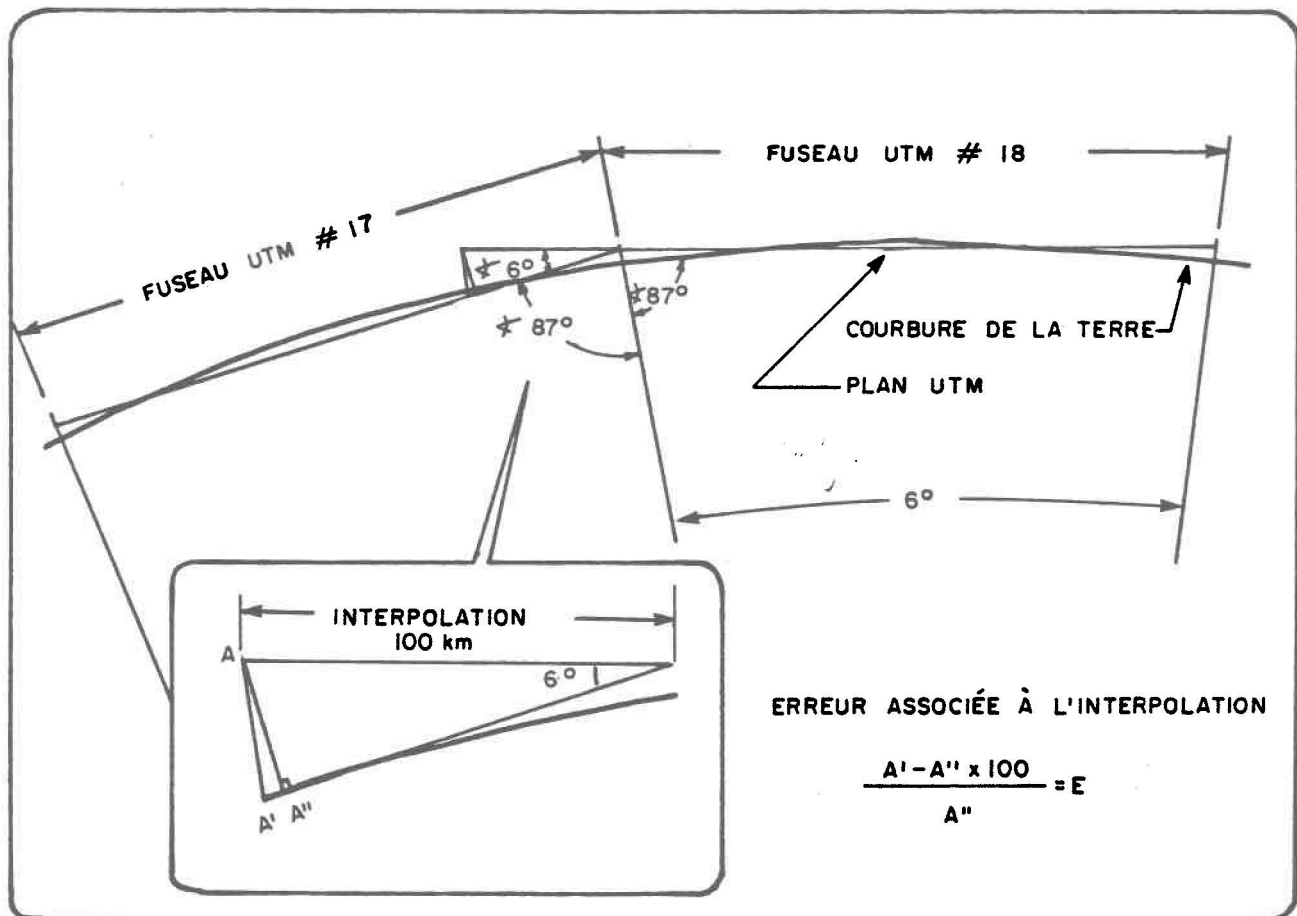 FUSEAU UTM # 18
FUSEAU UTM # 17
∡ 6°
∡ 87°
∡ 87°
COURBURE DE LA TERRE
PLAN UTM
6°
INTERPOLATION
100 km
A
6°
A' A"
ERREUR ASSOCIÉE À L'INTERPOLATION
A' - A" x 100
= E
A"